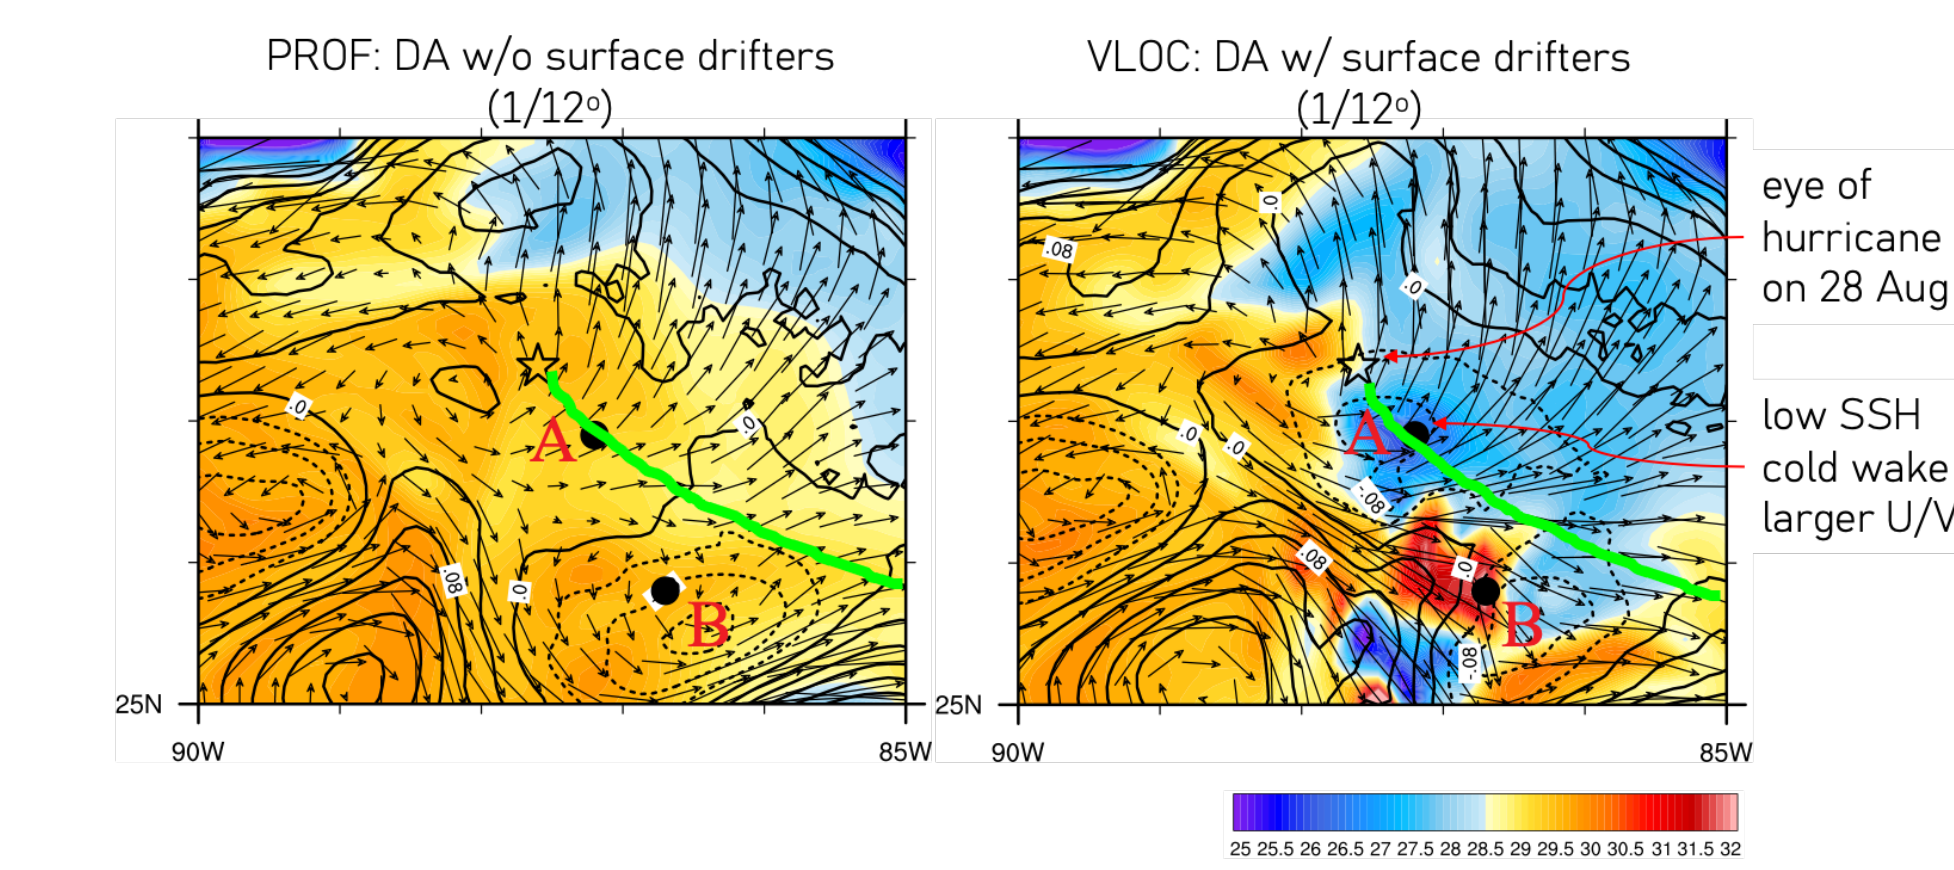 PROF: DA w/o surface drifters
(1/12º)
VLOC: DA w/ surface drifters
(1/12º)
.0
.08
.0
.0
A
B
25N
90W
85W
.0
.08
.0
.0
.0
A
-.08
.08
.0
B
-.08
25N
90W
85W
eye of
hurricane
on 28 Aug
low SSH
cold wake
larger U/V
25 25.5 26 26.5 27 27.5 28 28.5 29 29.5 30 30.5 31 31.5 32